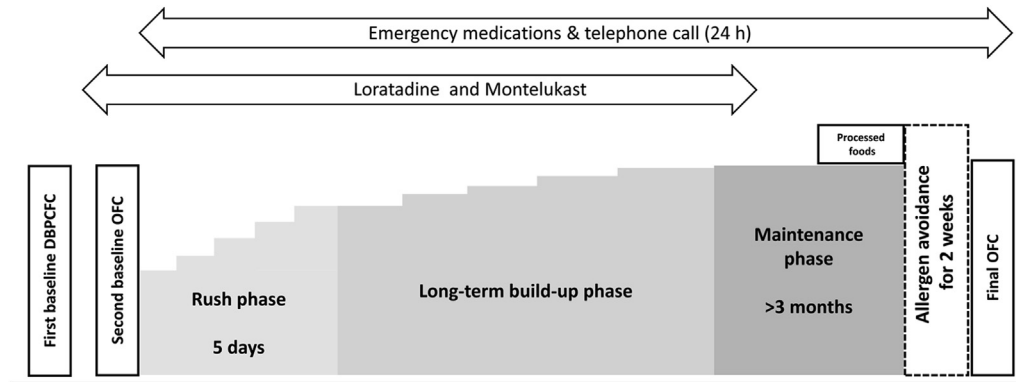 Emergency medications & telephone call (24 h)
Loratadine and Montelukast
Processed
foods
First baseline DBPCFC
Second baseline OFC
Rush phase
5 days
Long-term build-up phase
Maintenance
phase
>3 months
Allergen avoidance
for 2 weeks
Final OFC